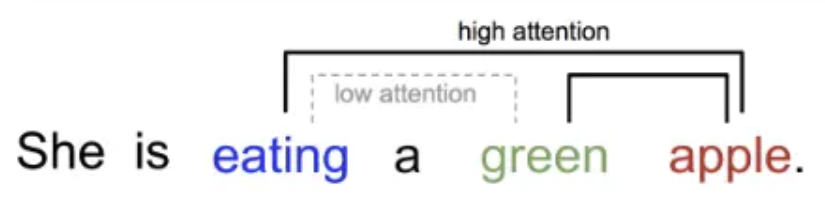 high attention
low attention
She is eating a green apple.